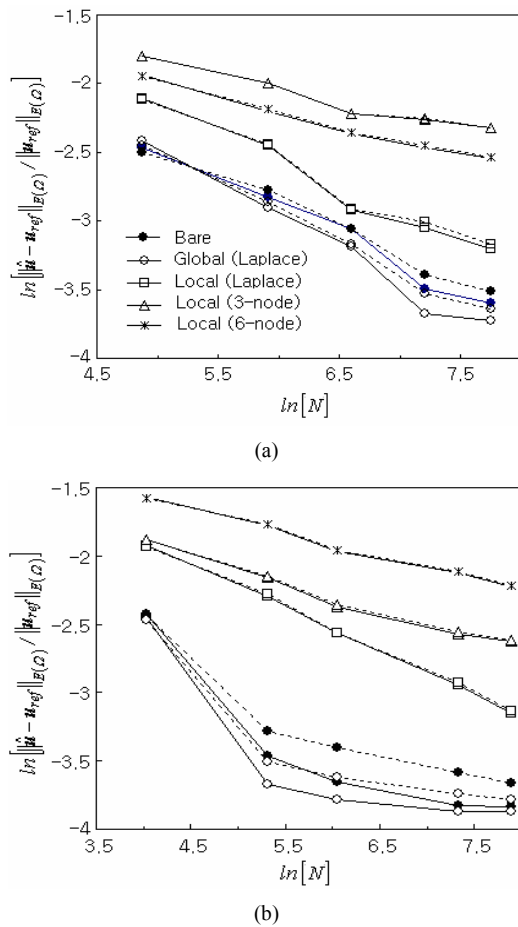 -1,5
-2
-2,5
-3
-3,5
-4
ln[‖û - u_ref‖_E(Ω) / ‖u_ref‖_E(Ω)]
Bare
Global (Laplace)
Local (Laplace)
Local (3-node)
Local (6-node)
4,5 5,5 6,5 7,5
ln[N]
(a)
-1,5
-2
-2,5
-3
-3,5
-4
ln[‖û - u_ref‖_E(Ω) / ‖u_ref‖_E(Ω)]
3,5 4,5 5,5 6,5 7,5
ln[N]
(b)